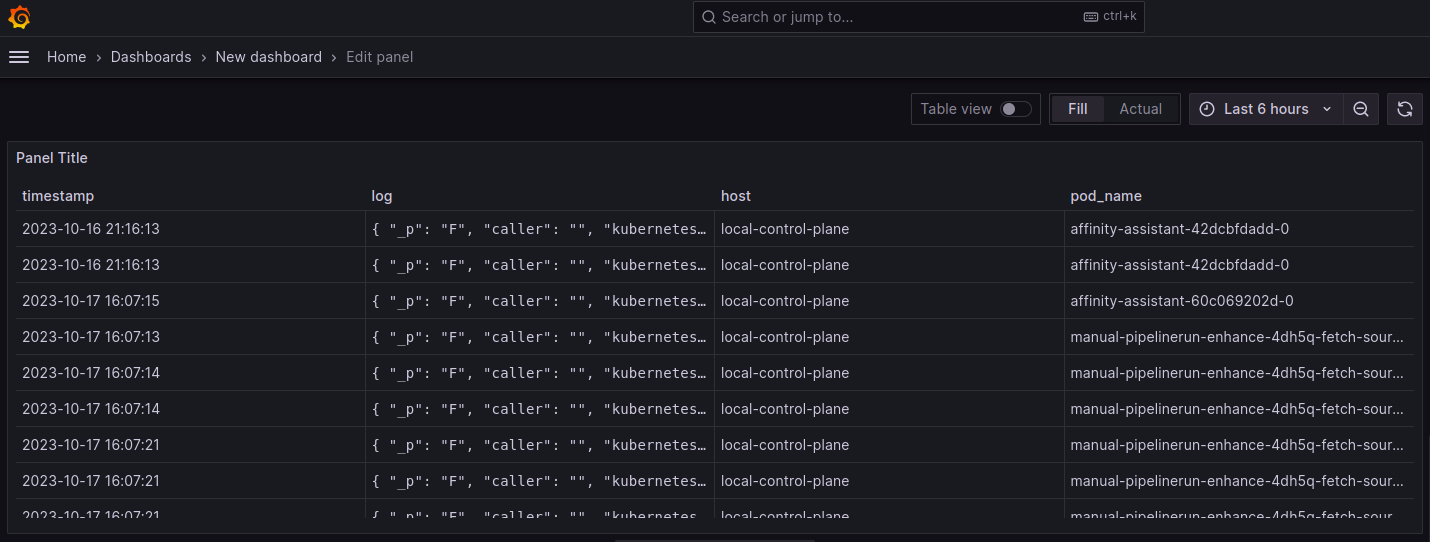 Search or jump to... ctrl+k
Home › Dashboards › New dashboard › Edit panel
Table view Fill Actual Last 6 hours
Panel Title
timestamp log host pod_name
2023-10-16 21:16:13 { "_p": "F", "caller": "", "kubernetes… local-control-plane affinity-assistant-42dcbfdadd-0
2023-10-16 21:16:13 { "_p": "F", "caller": "", "kubernetes… local-control-plane affinity-assistant-42dcbfdadd-0
2023-10-17 16:07:15 { "_p": "F", "caller": "", "kubernetes… local-control-plane affinity-assistant-60c069202d-0
2023-10-17 16:07:13 { "_p": "F", "caller": "", "kubernetes… local-control-plane manual-pipelinerun-enhance-4dh5q-fetch-sour...
2023-10-17 16:07:14 { "_p": "F", "caller": "", "kubernetes… local-control-plane manual-pipelinerun-enhance-4dh5q-fetch-sour...
2023-10-17 16:07:14 { "_p": "F", "caller": "", "kubernetes… local-control-plane manual-pipelinerun-enhance-4dh5q-fetch-sour...
2023-10-17 16:07:21 { "_p": "F", "caller": "", "kubernetes… local-control-plane manual-pipelinerun-enhance-4dh5q-fetch-sour...
2023-10-17 16:07:21 { "_p": "F", "caller": "", "kubernetes… local-control-plane manual-pipelinerun-enhance-4dh5q-fetch-sour...
2023-10-17 16:07:21 { "_p": "F", "caller": "", "kubernetes… local-control-plane manual-pipelinerun-enhance-4dh5q-fetch-sour...